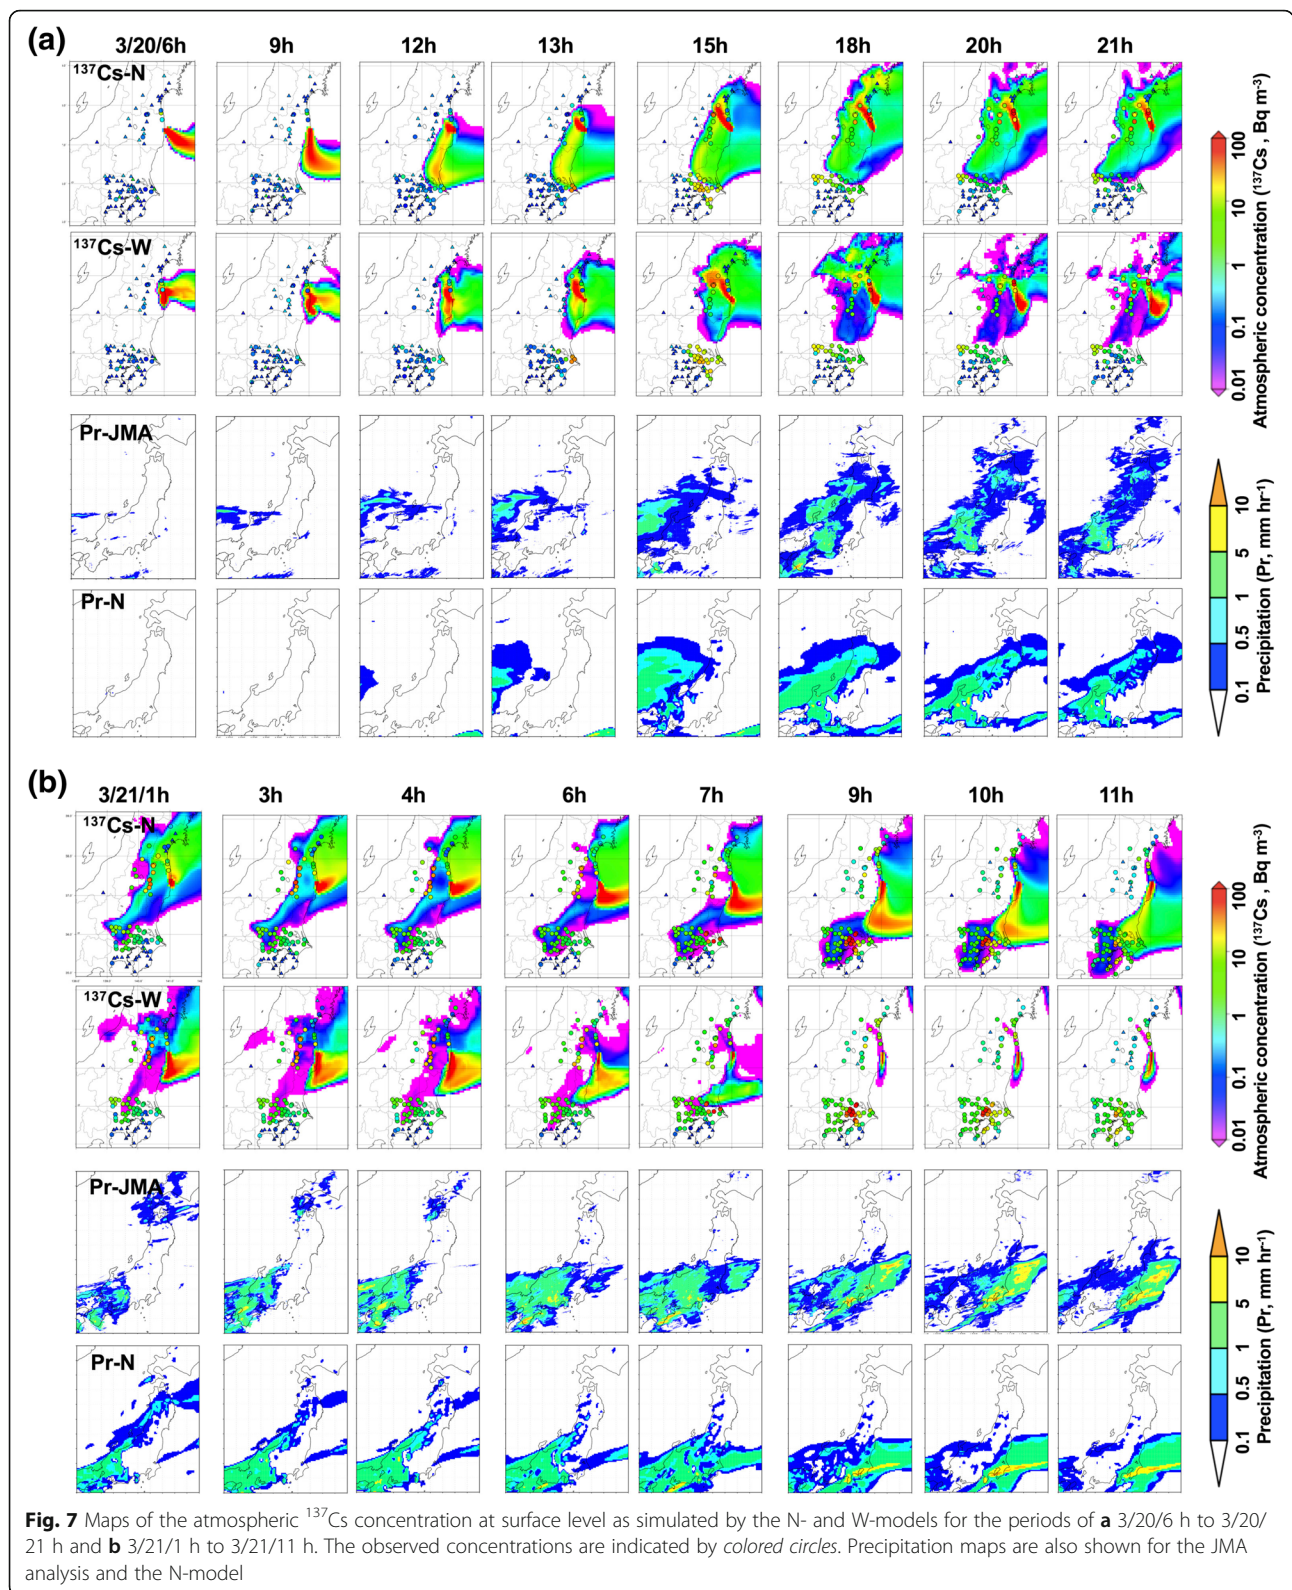 (a)
3/20/6h 9h 12h 13h 15h 18h 20h 21h
¹³⁷Cs-N
¹³⁷Cs-W
Atmospheric concentration (¹³⁷Cs , Bq m⁻³)
100
10
1
0.1
0.01
Pr-JMA
Pr-N
Precipitation (Pr, mm hr⁻¹)
10
5
1
0.5
0.1
(b)
3/21/1h 3h 4h 6h 7h 9h 10h 11h
¹³⁷Cs-N
¹³⁷Cs-W
Atmospheric concentration (¹³⁷Cs , Bq m⁻³)
100
10
1
0.1
0.01
Pr-JMA
Pr-N
Precipitation (Pr, mm hr⁻¹)
10
5
1
0.5
0.1
Fig. 7 Maps of the atmospheric ¹³⁷Cs concentration at surface level as simulated by the N- and W-models for the periods of a 3/20/6 h to 3/20/
21 h and b 3/21/1 h to 3/21/11 h. The observed concentrations are indicated by colored circles. Precipitation maps are also shown for the JMA
analysis and the N-model